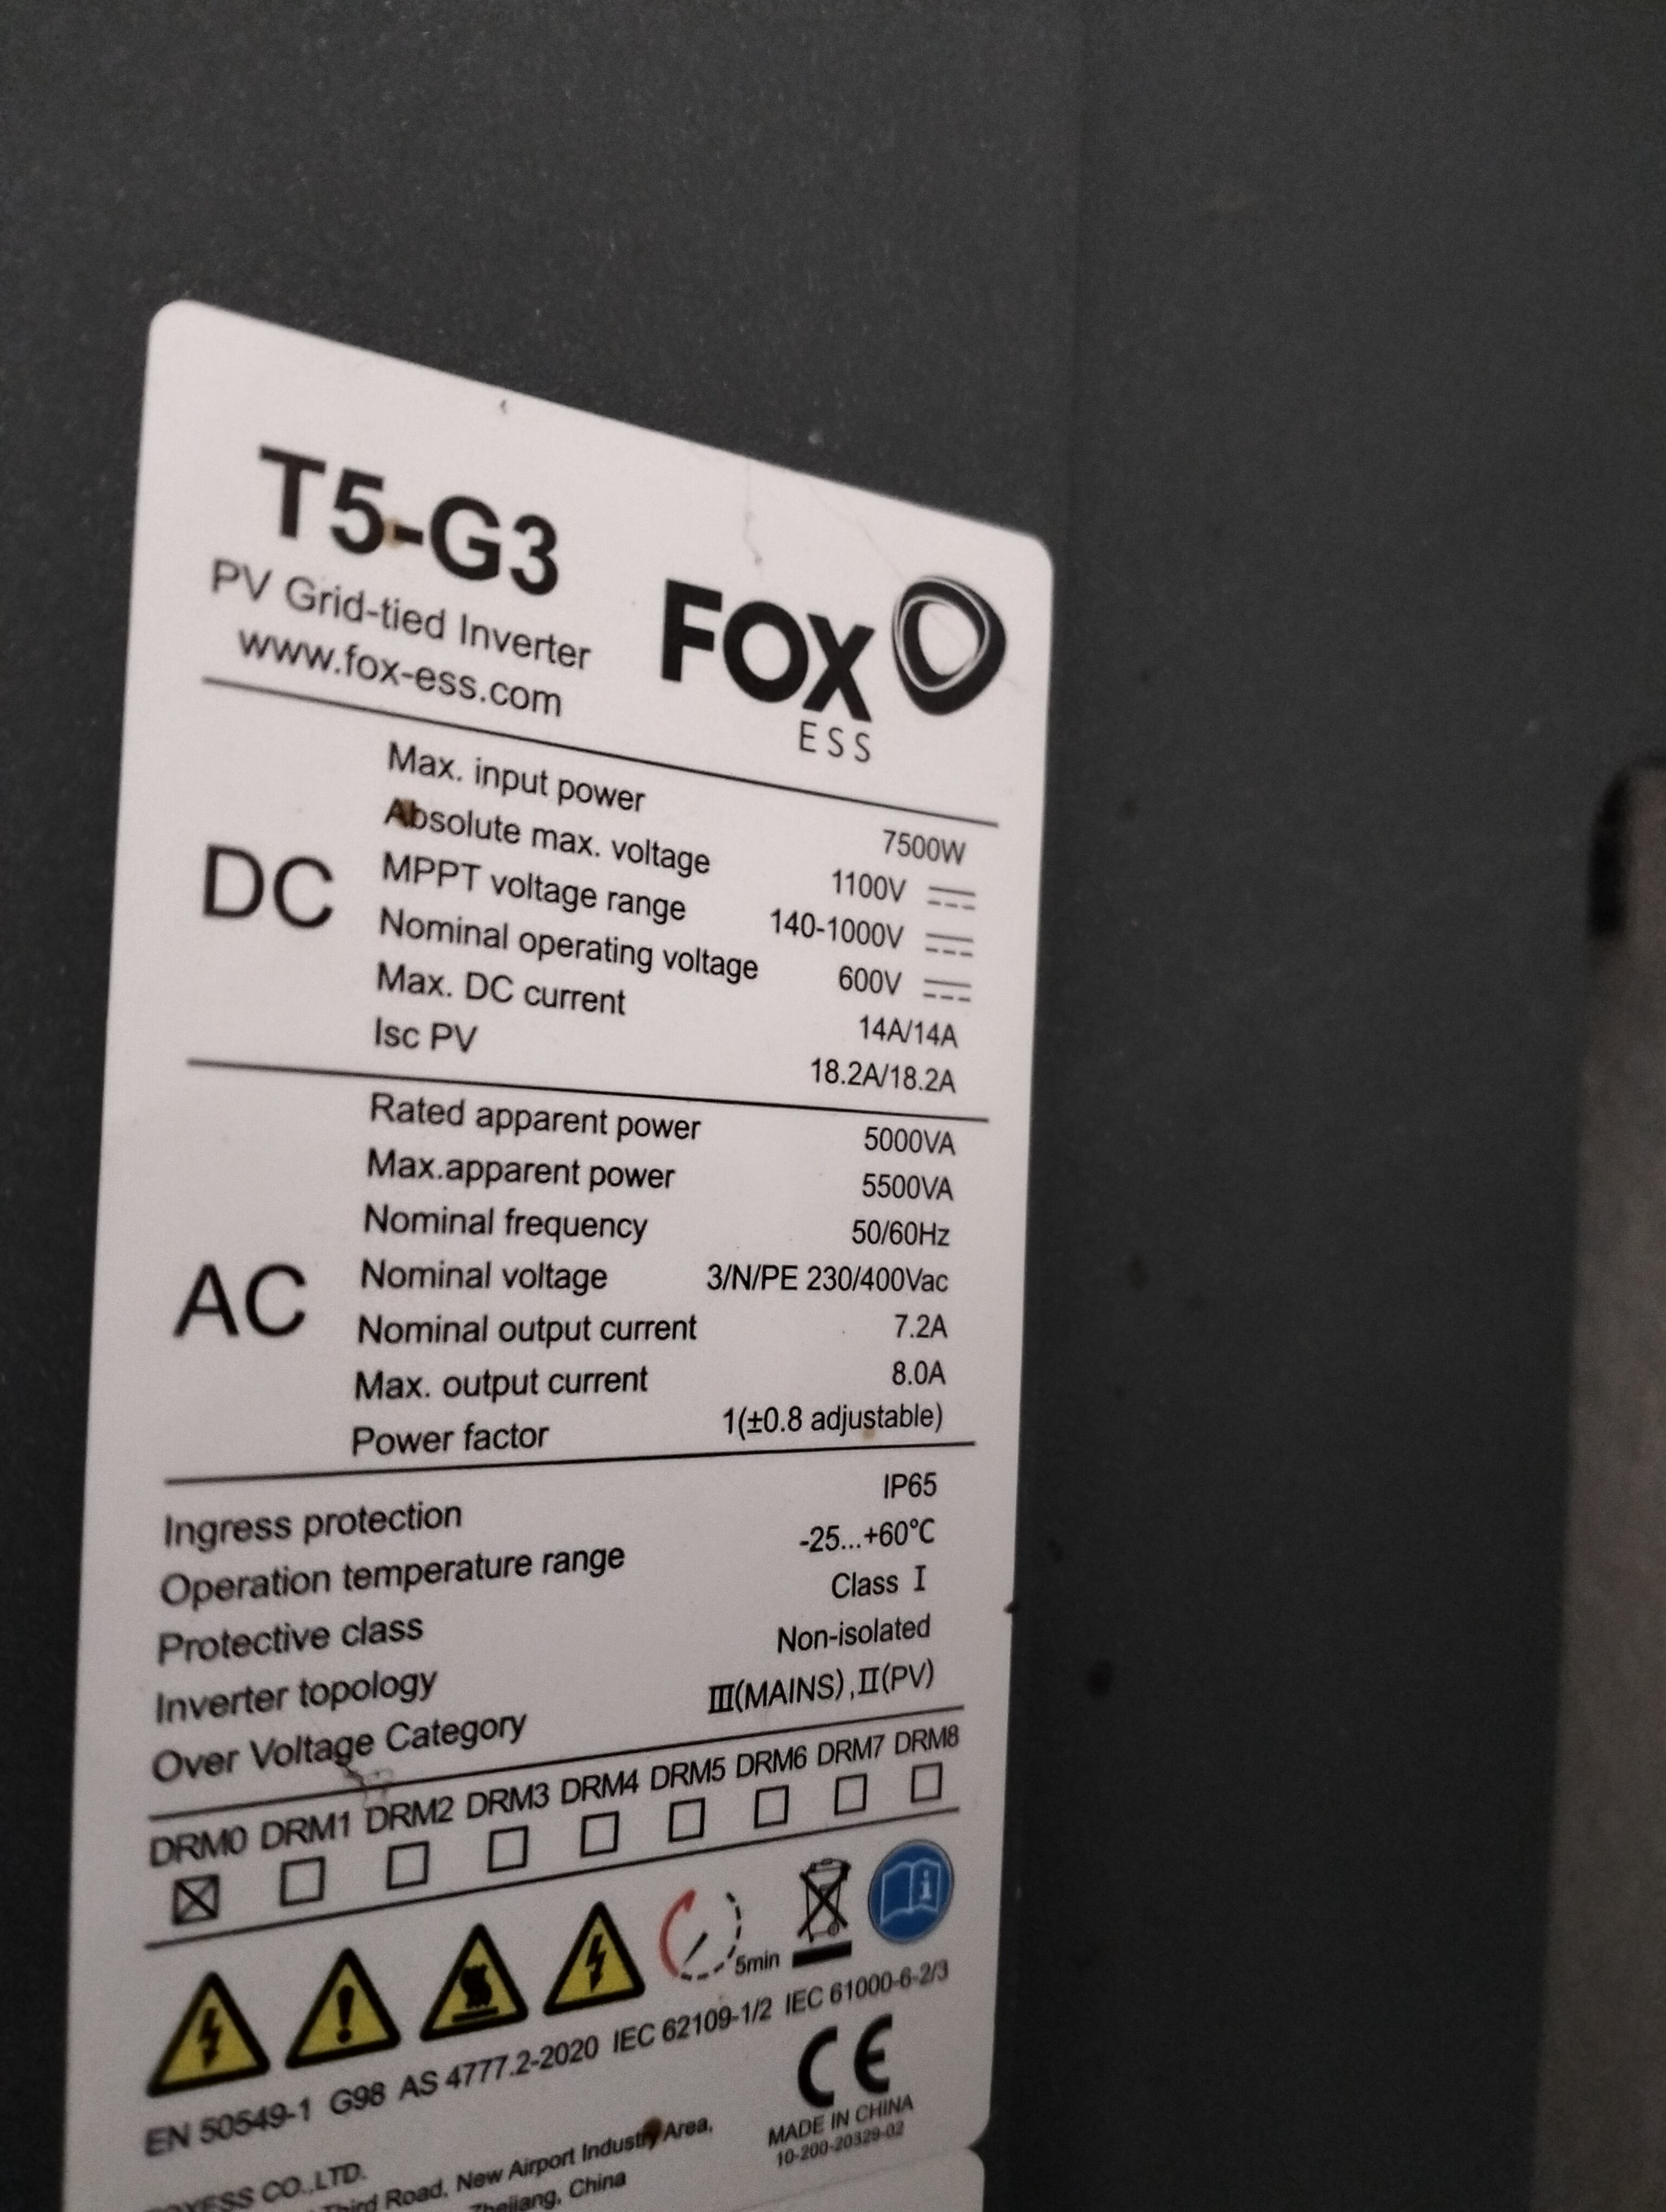 T5-G3
PV Grid-tied Inverter
www.fox-ess.com
FOX
ESS
DC
Max. input power 7500W
Absolute max. voltage 1100V
MPPT voltage range 140-1000V
Nominal operating voltage 600V
Max. DC current 14A/14A
Isc PV 18.2A/18.2A
AC
Rated apparent power 5000VA
Max.apparent power 5500VA
Nominal frequency 50/60Hz
Nominal voltage 3/N/PE 230/400Vac
Nominal output current 7.2A
Max. output current 8.0A
Power factor 1(±0.8 adjustable)
Ingress protection IP65
Operation temperature range -25...+60℃
Protective class Class Ⅰ
Inverter topology Non-isolated
Over Voltage Category Ⅲ(MAINS),Ⅱ(PV)
DRM0 DRM1 DRM2 DRM3 DRM4 DRM5 DRM6 DRM7 DRM8
5min
EN 50549-1 G98 AS 4777.2-2020 IEC 62109-1/2 IEC 61000-6-2/3
CE
MADE IN CHINA
10-200-20329-02
CO.,LTD.
Third Road, New Airport Industry Area,
Zhejiang, China